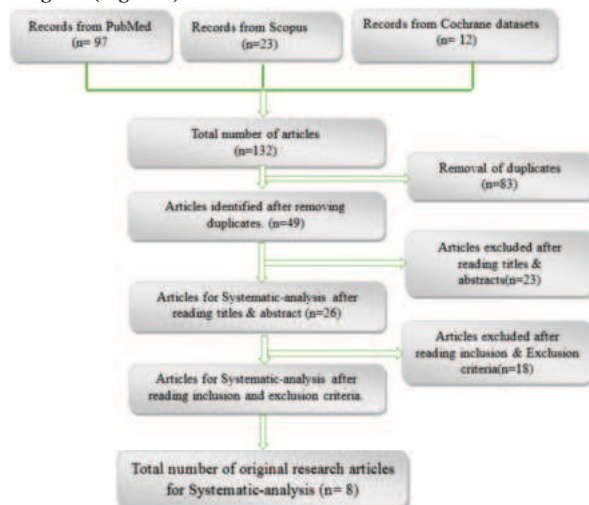 Records from PubMed
(n= 97
Records from Scopus
(n=23)
Records from Cochrane datasets
(n= 12)
Total number of articles
(n=132)
Removal of duplicates
(n=83)
Articles identified after removing
duplicates. (n=49)
Articles excluded after
reading titles &
abstracts(n=23)
Articles for Systematic-analysis after
reading titles & abstract (n=26)
Articles excluded after
reading inclusion & Exclusion
criteria(n=18)
Articles for Systematic-analysis after
reading inclusion and exclusion criteria.
Total number of original research articles
for Systematic-analysis (n= 8)